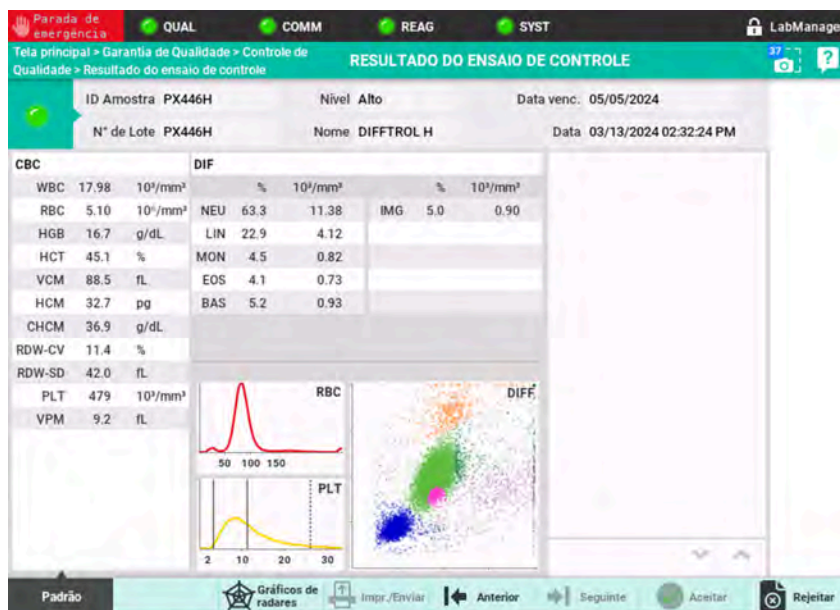 Parada de emergência QUAL COMM REAG SYST LabManage
Tela principal > Garantia de Qualidade > Controle de
Qualidade > Resultado do ensaio de controle
RESULTADO DO ENSAIO DE CONTROLE
37 ?
ID Amostra PX446H Nível Alto Data venc. 05/05/2024
N° de Lote PX446H Nome DIFFTROL H Data 03/13/2024 02:32:24 PM
CBC
WBC 17.98 10³/mm³
RBC 5.10 10⁶/mm³
HGB 16.7 g/dL
HCT 45.1 %
VCM 88.5 fL
HCM 32.7 pg
CHCM 36.9 g/dL
RDW-CV 11.4 %
RDW-SD 42.0 fL
PLT 479 10³/mm³
VPM 9.2 fL
DIF
% 10³/mm³ % 10³/mm³
NEU 63.3 11.38 IMG 5.0 0.90
LIN 22.9 4.12
MON 4.5 0.82
EOS 4.1 0.73
BAS 5.2 0.93
RBC
50 100 150
PLT
2 10 20 30
DIFF
Padrão Gráficos de radares Impr./Enviar Anterior Seguinte Aceitar Rejeitar